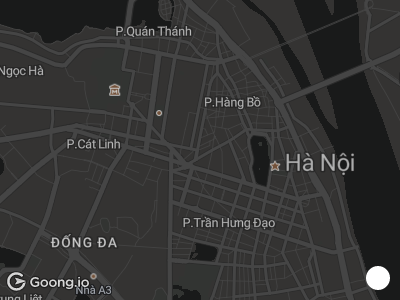 P.Quán Thánh
Ngọc Hà
P.Hàng Bồ
P.Cát Linh
Hà Nội
P.Trần Hưng Đạo
ĐỐNG ĐA
Nhà A3
Goong.io